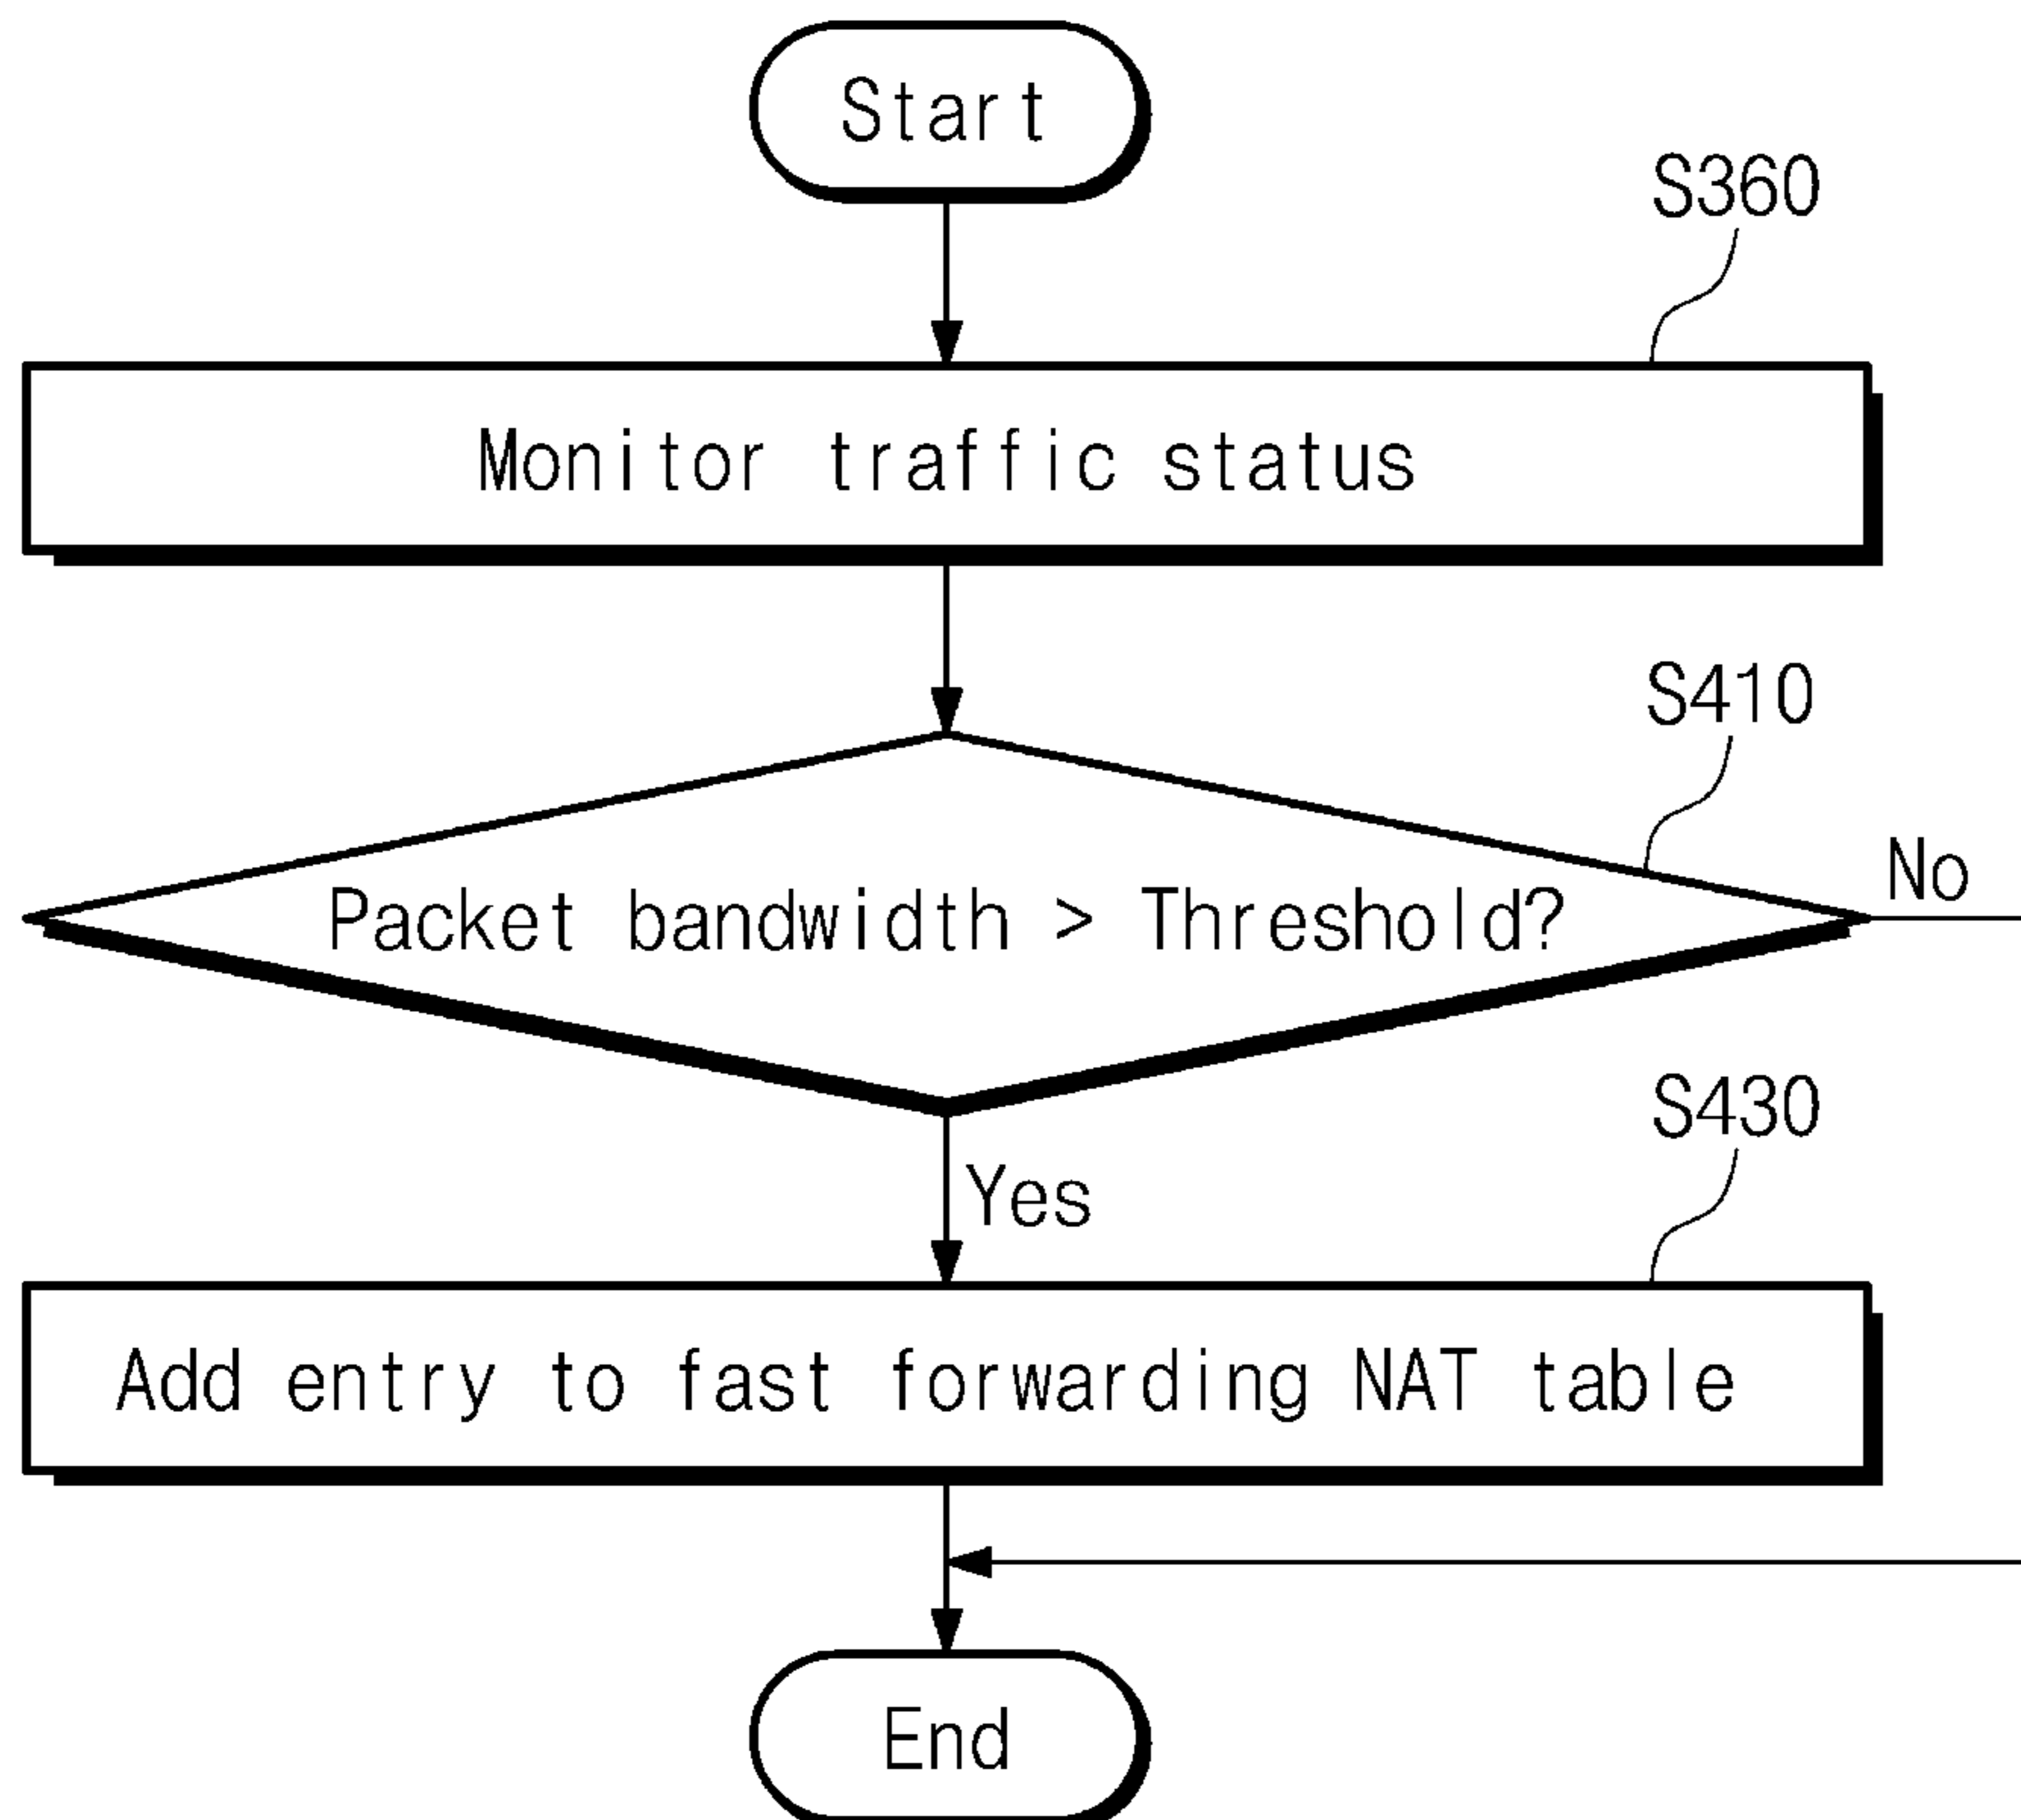 Start
S360
Monitor traffic status
S410
No
Packet bandwidth > Threshold?
S430
Yes
Add entry to fast forwarding NAT table
End